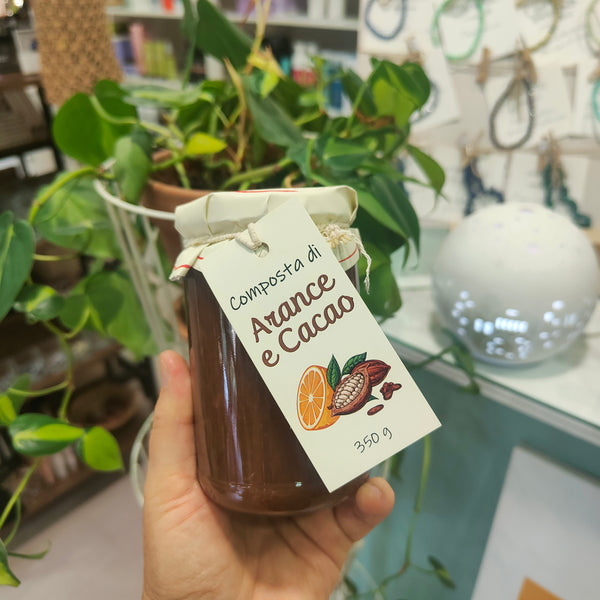 Composta di
Arance
e Cacao
350 g